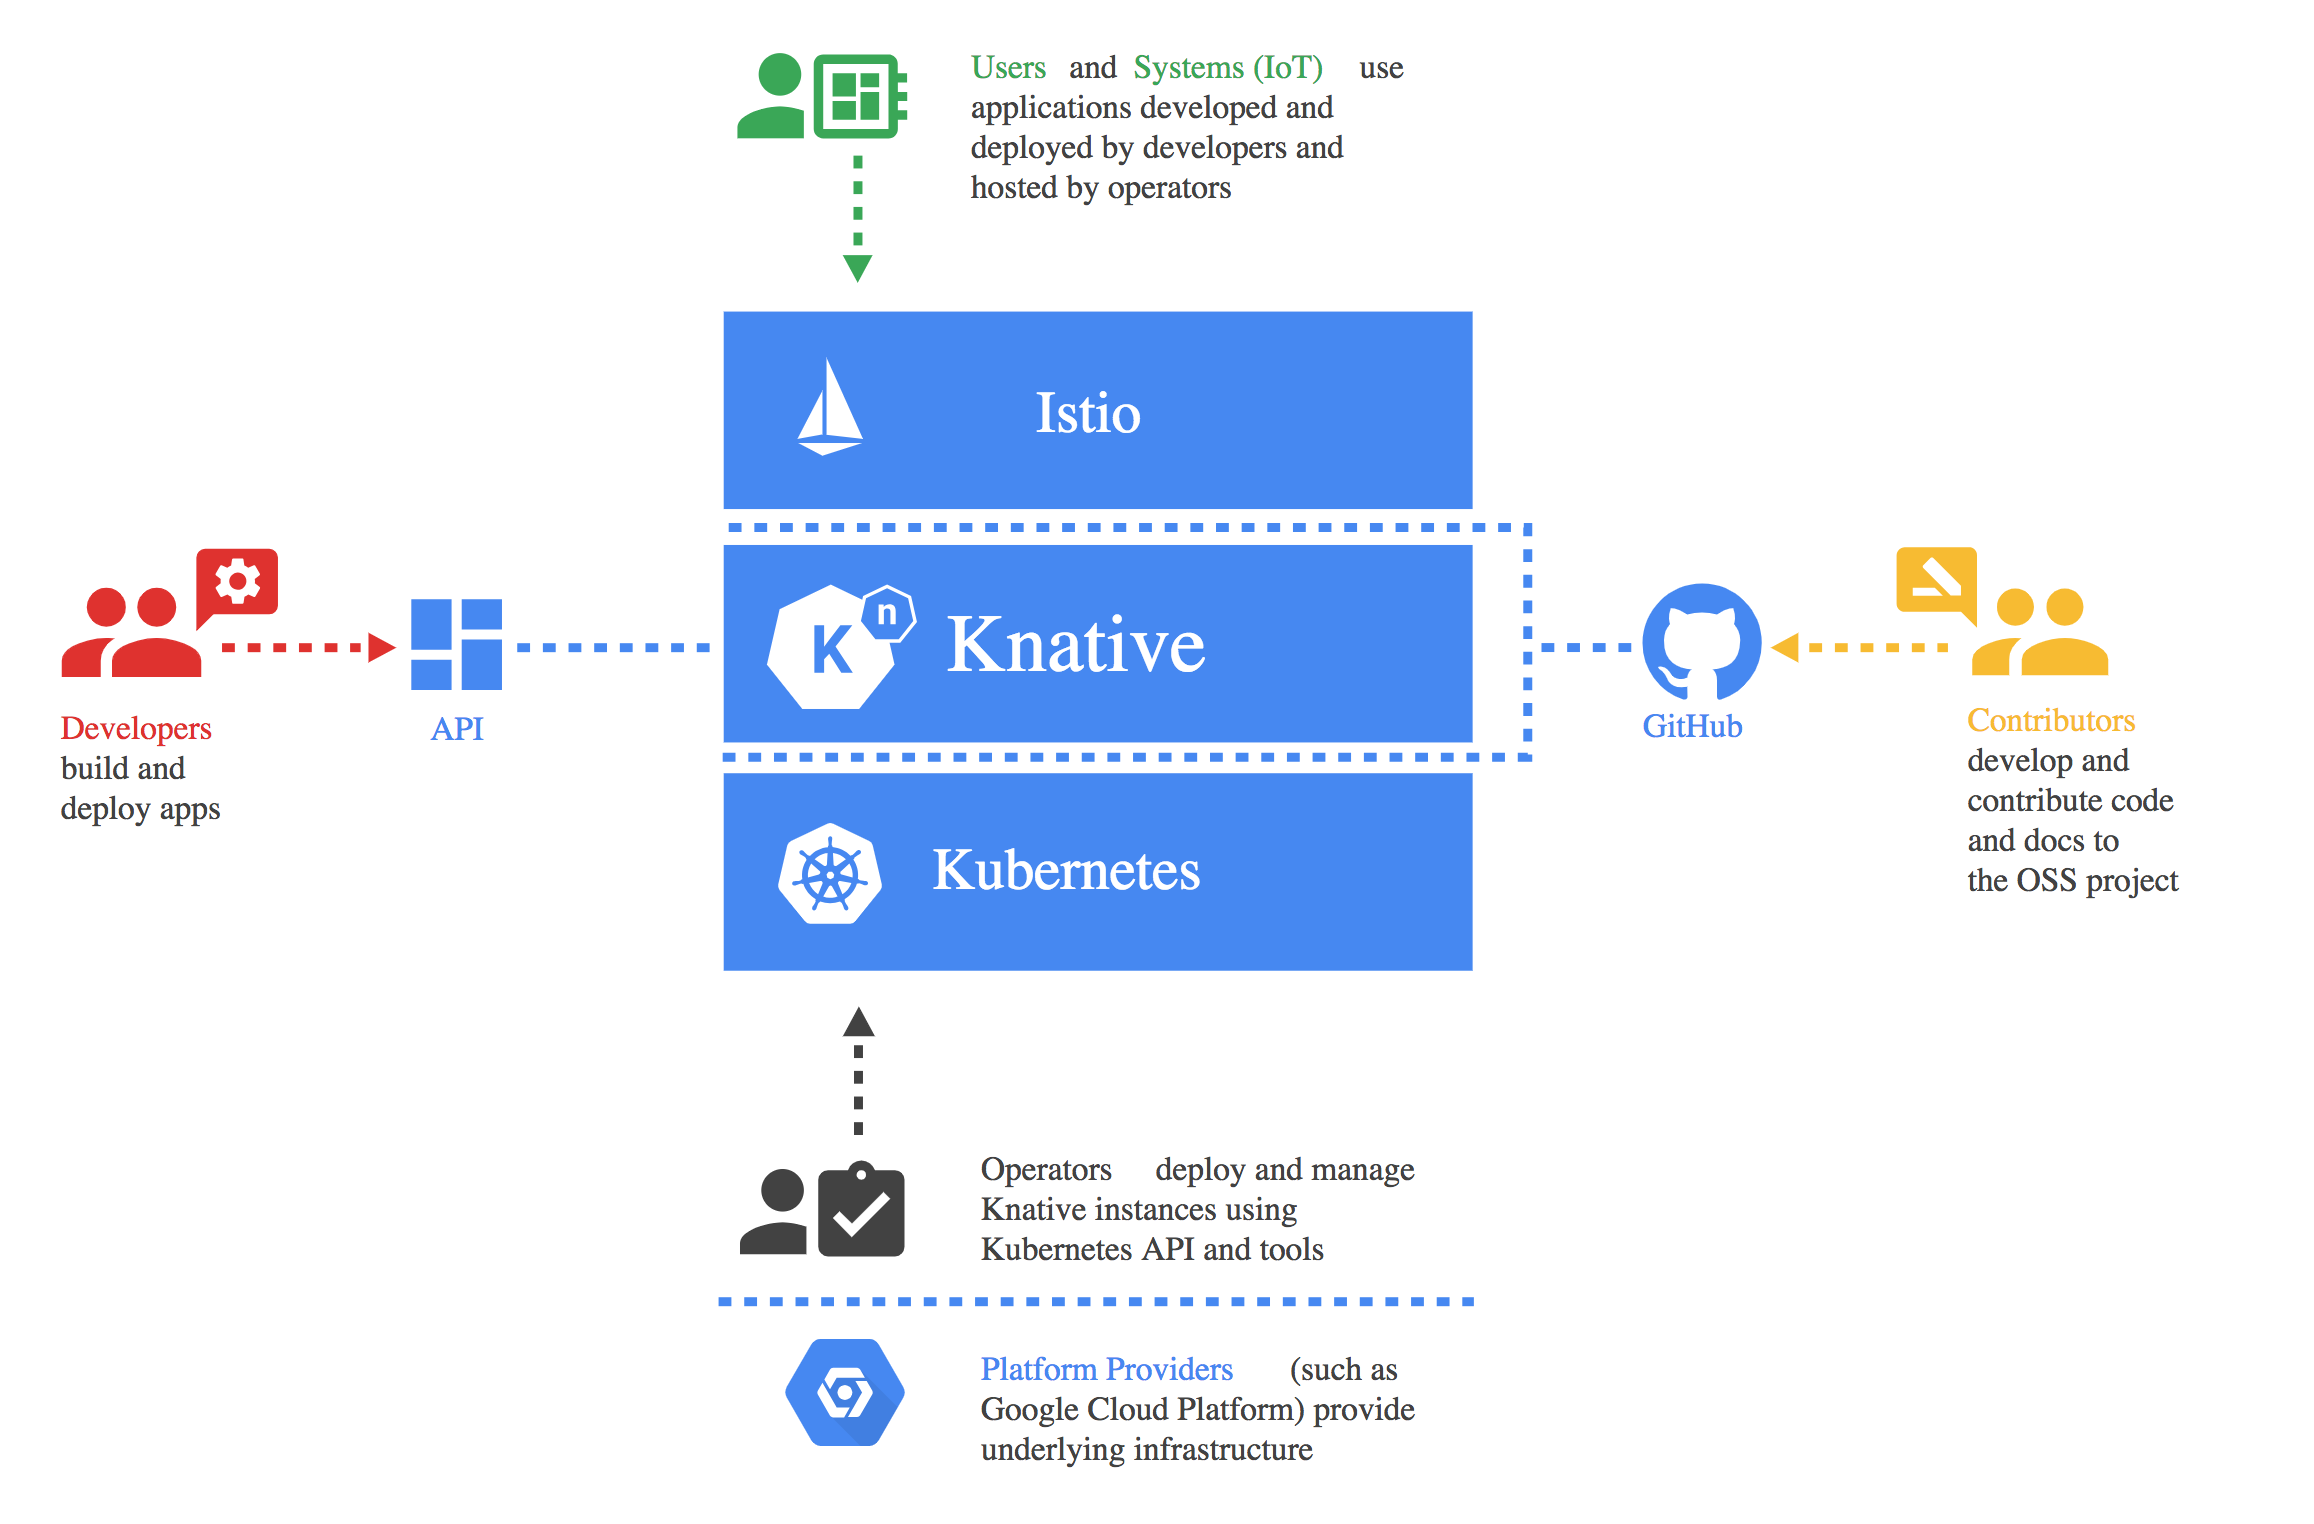 Users and Systems (IoT) use
applications developed and
deployed by developers and
hosted by operators
Istio
K
n
Knative
Kubernetes
Developers
build and
deploy apps
API
GitHub
Contributors
develop and
contribute code
and docs to
the OSS project
Operators deploy and manage
Knative instances using
Kubernetes API and tools
Platform Providers (such as
Google Cloud Platform) provide
underlying infrastructure